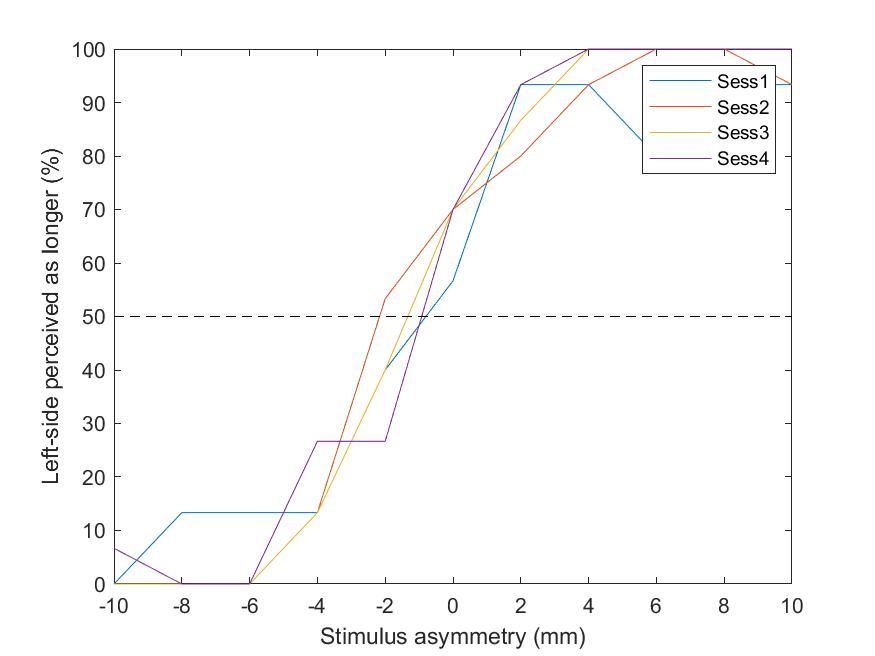 100
90
80
70
60
50
40
30
20
10
0
-10 -8 -6 -4 -2 0 2 4 6 8 10
Left-side perceived as longer (%)
Stimulus asymmetry (mm)
Sess1
Sess2
Sess3
Sess4